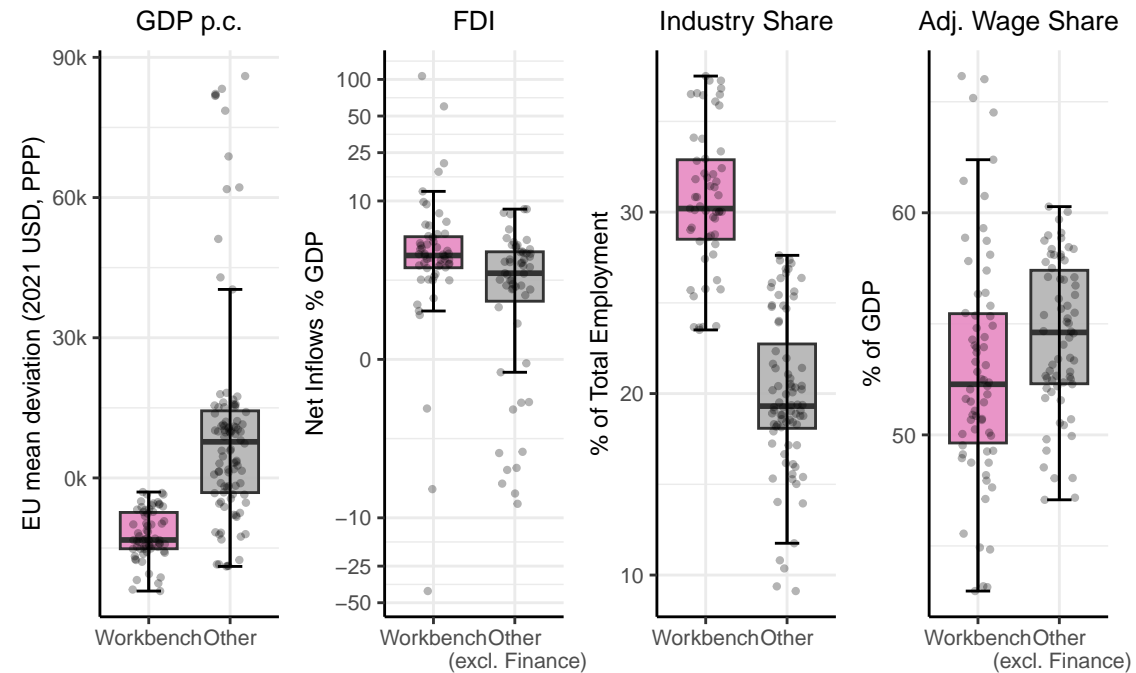 GDP p.c.
FDI
Industry Share
Adj. Wage Share
EU mean deviation (2021 USD, PPP)
90k
60k
30k
0k
Workbench
Other
Net Inflows % GDP
100
50
25
10
0
−10
−25
−50
Workbench
Other
(excl. Finance)
% of Total Employment
30
20
10
Workbench
Other
% of GDP
60
50
Workbench
Other
(excl. Finance)